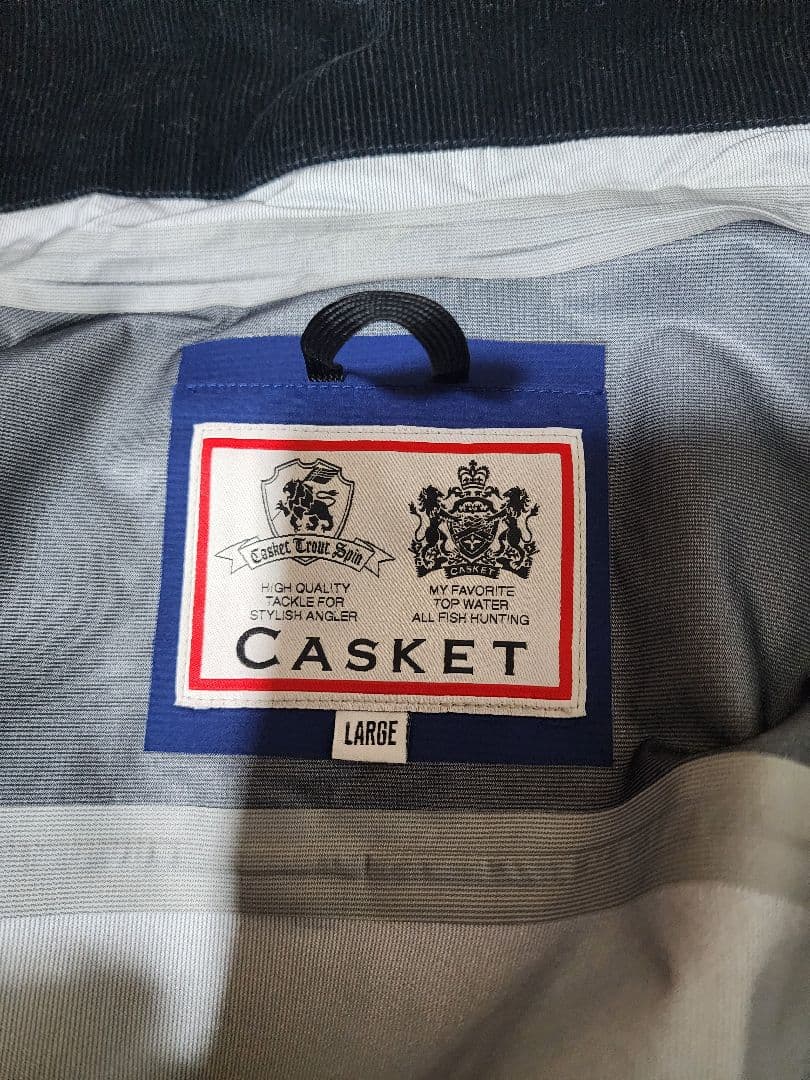 Casket Trout Spin
CASKET
HIGH QUALITY
TACKLE FOR
STYLISH ANGLER
MY FAVORITE
TOP WATER
ALL FISH HUNTING
CASKET
LARGE